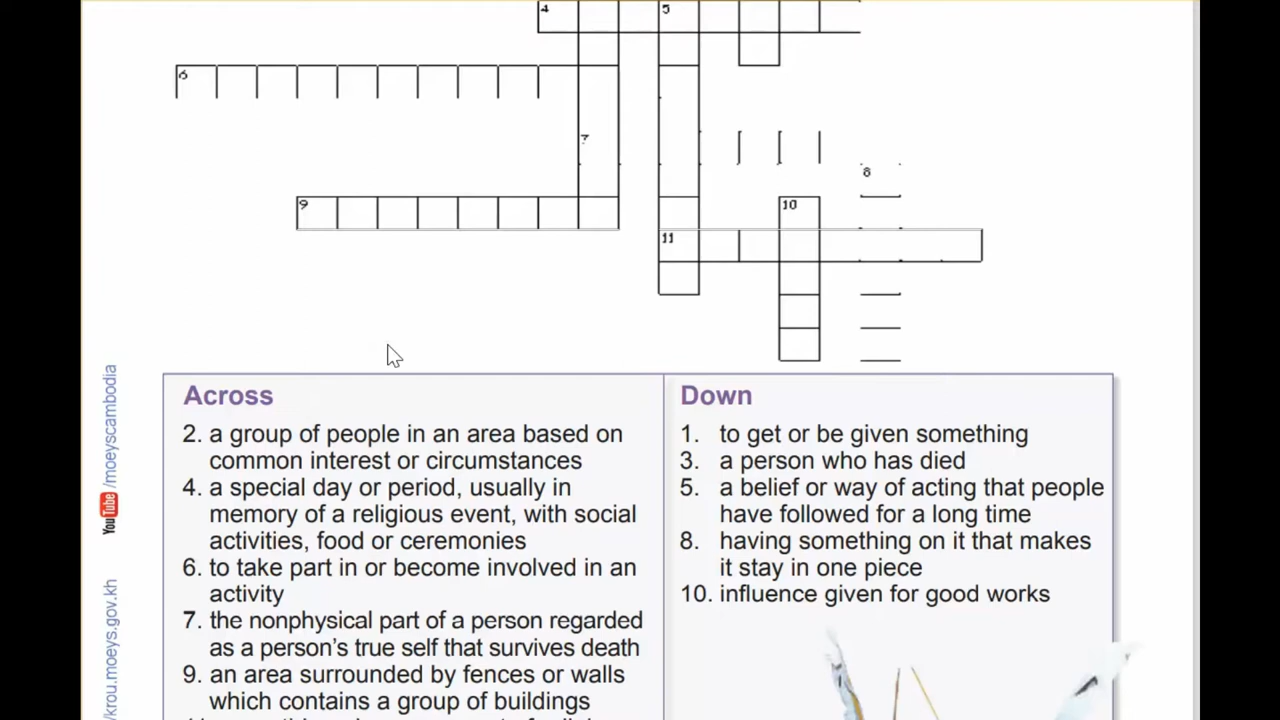 4 5
6
7
8
9 10
11
Across
2. a group of people in an area based on
common interest or circumstances
4. a special day or period, usually in
memory of a religious event, with social
activities, food or ceremonies
6. to take part in or become involved in an
activity
7. the nonphysical part of a person regarded
as a person's true self that survives death
9. an area surrounded by fences or walls
which contains a group of buildings
Down
1. to get or be given something
3. a person who has died
5. a belief or way of acting that people
have followed for a long time
8. having something on it that makes
it stay in one piece
10. influence given for good works
YouTube /moeyscambodia
/krou.moeys.gov.kh